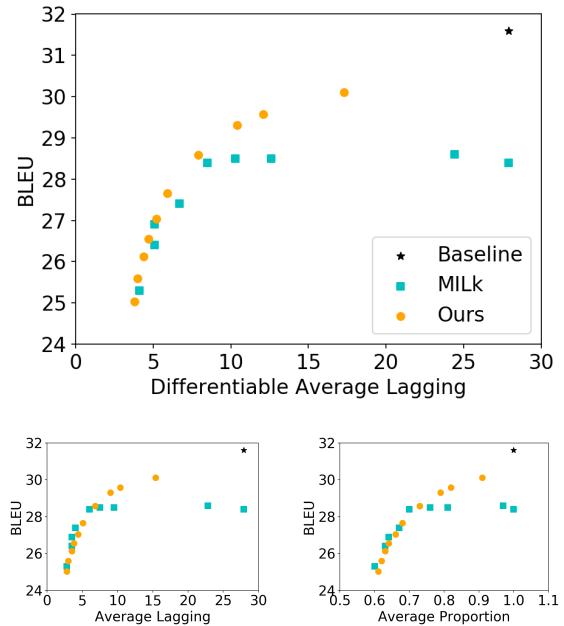 32
31
30
29
28
27
26
25
24
BLEU
Baseline
MILk
Ours
0 5 10 15 20 25 30
Differentiable Average Lagging
32
30
28
26
24
BLEU
0 5 10 15 20 25 30
Average Lagging
32
30
28
26
24
BLEU
0.5 0.6 0.7 0.8 0.9 1.0 1.1
Average Proportion